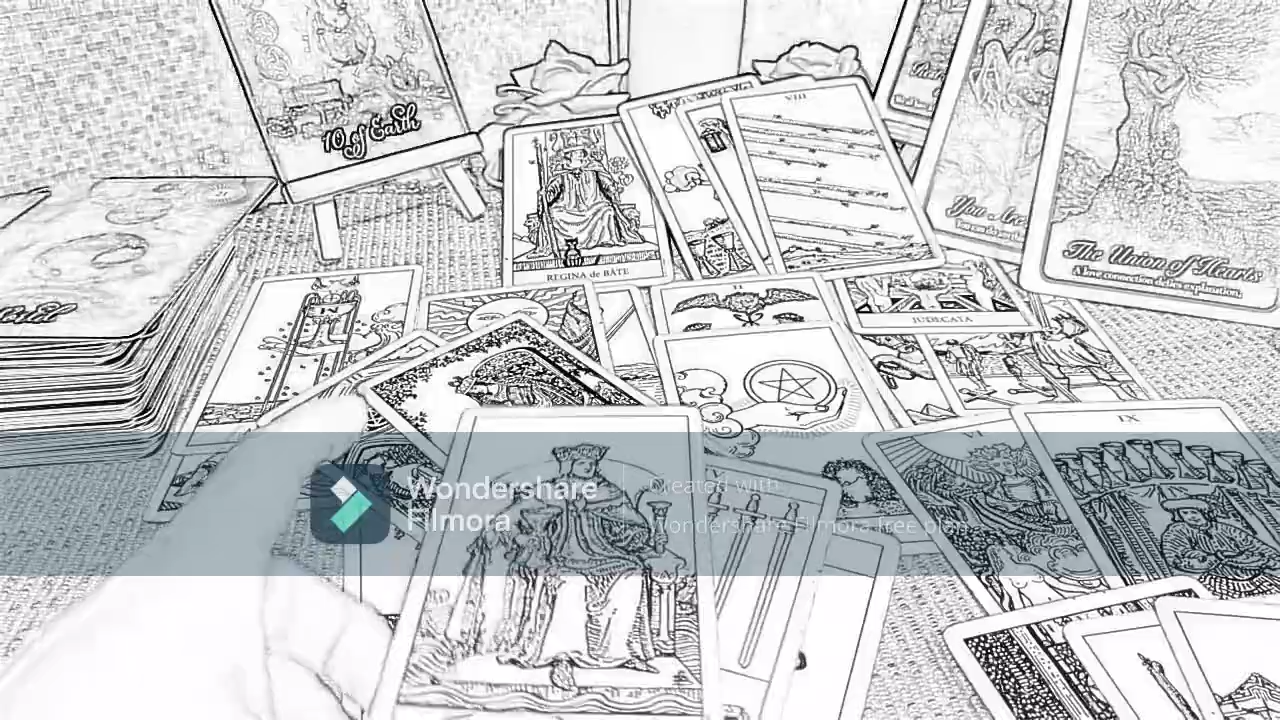 10 of Earth
VIII
REGINA de BÂTE
The Union of Hearts
A love connection defies explanation.
II
JUDECATA
VI
IX
V
Wondershare
Filmora
Created with
Wondershare Filmora free plan